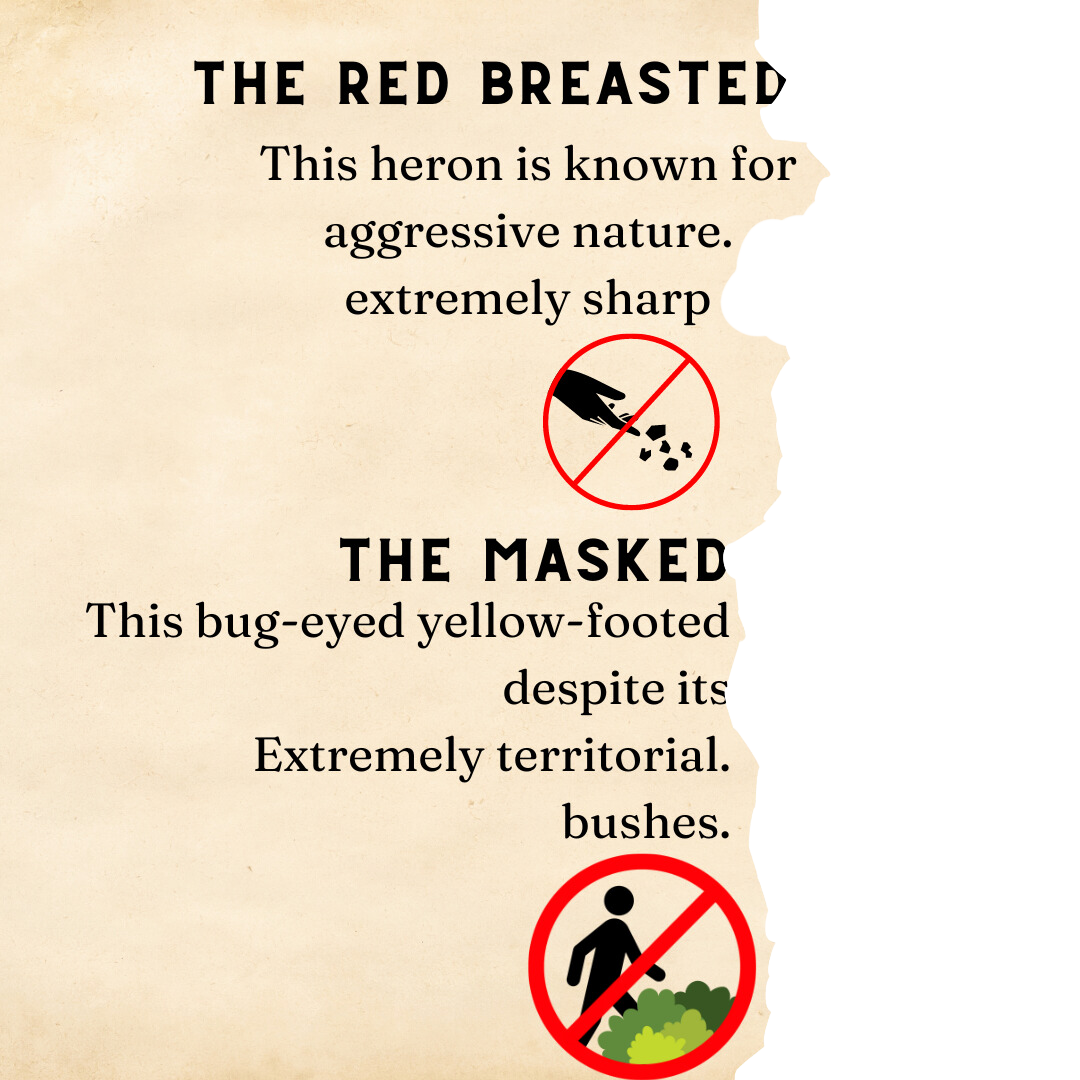 THE RED BREASTED
This heron is known for
aggressive nature.
extremely sharp
THE MASKED
This bug-eyed yellow-footed
despite its
Extremely territorial.
bushes.